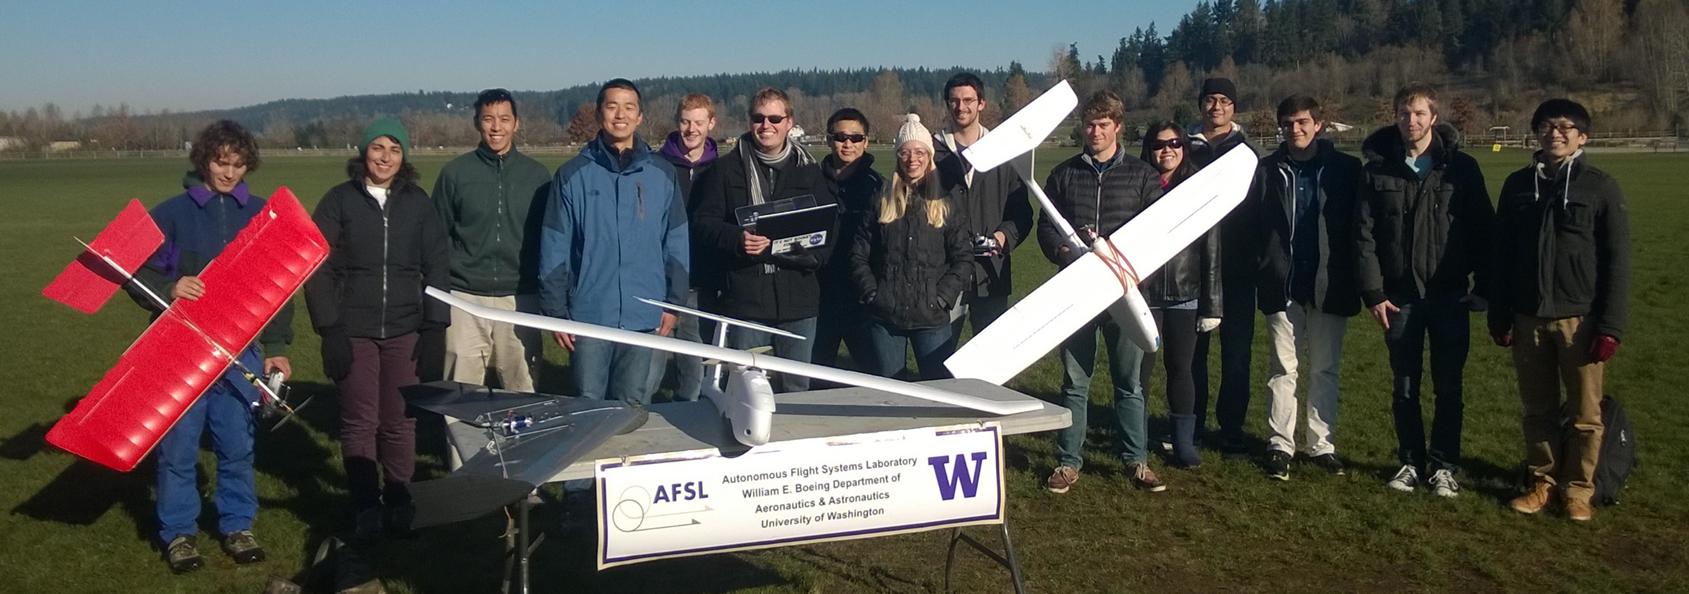 AFSL
Autonomous Flight Systems Laboratory
William E. Boeing Department of
Aeronautics & Astronautics
University of Washington
W